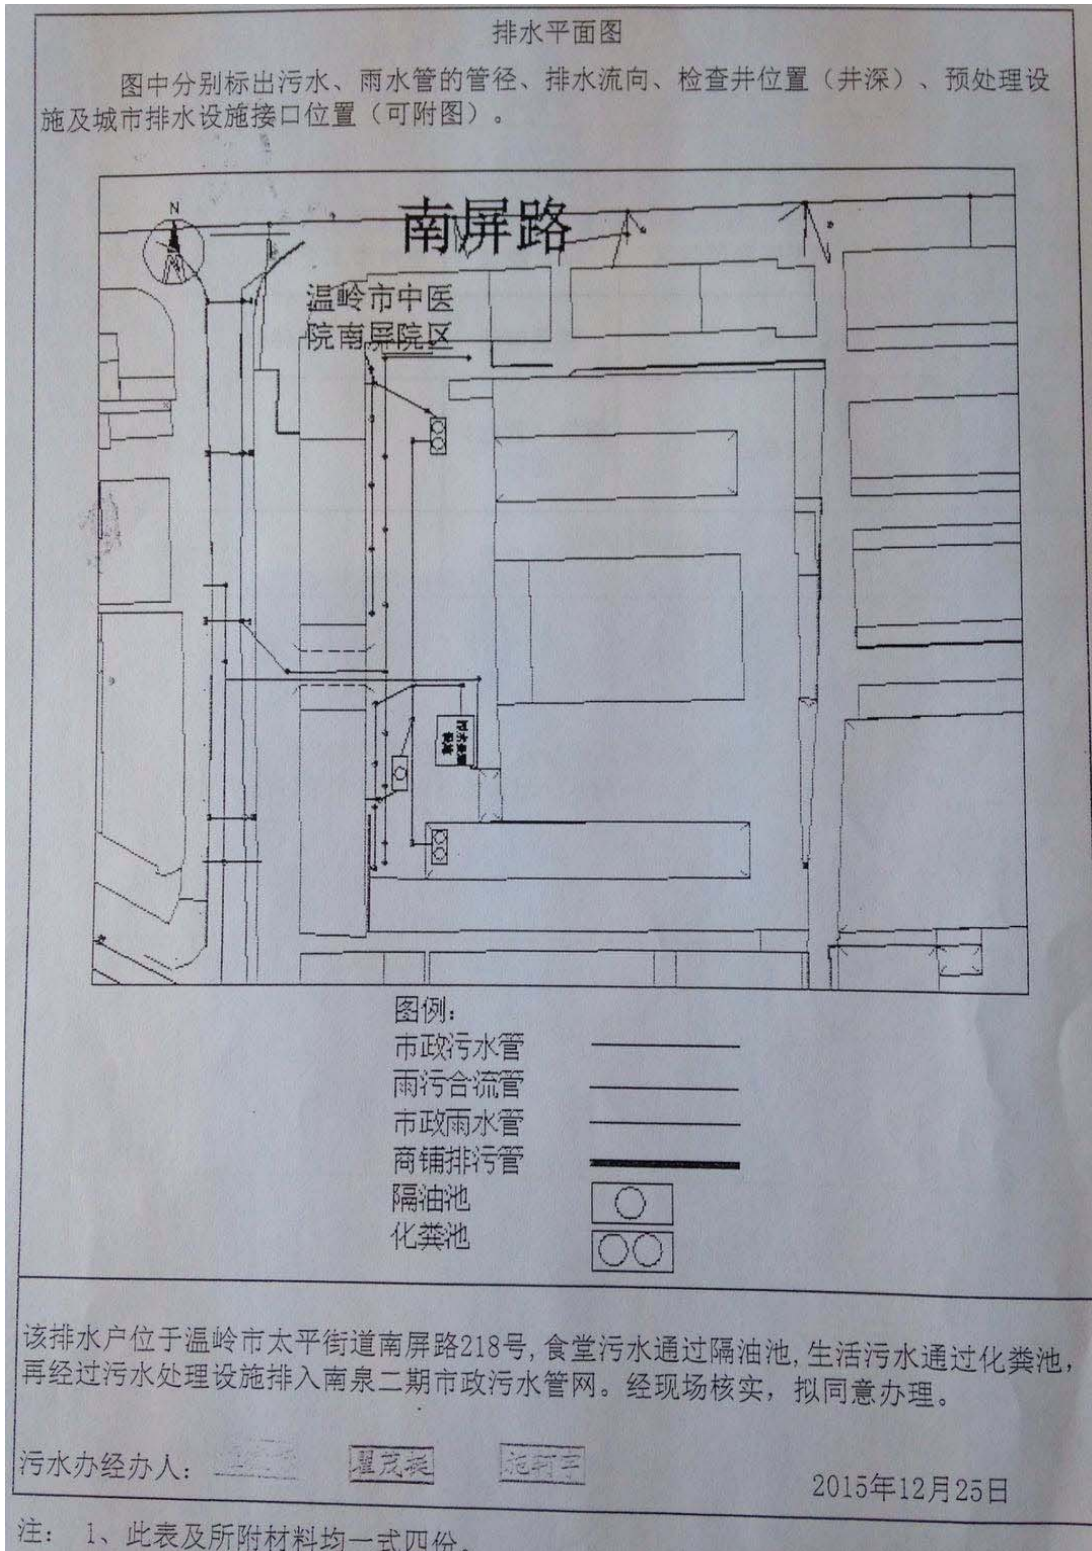 排水平面图
图中分别标出污水、雨水管的管径、排水流向、检查井位置（井深）、预处理设
施及城市排水设施接口位置（可附图）。
N
南屏路
温岭市中医
院南屏院区
图例：
市政污水管
雨污合流管
市政雨水管
商铺排污管
隔油池
化粪池
该排水户位于温岭市太平街道南屏路218号,食堂污水通过隔油池,生活污水通过化粪池,
再经过污水处理设施排入南泉二期市政污水管网。经现场核实，拟同意办理。
污水办经办人：
2015年12月25日
注： 1、此表及所附材料均一式四份。